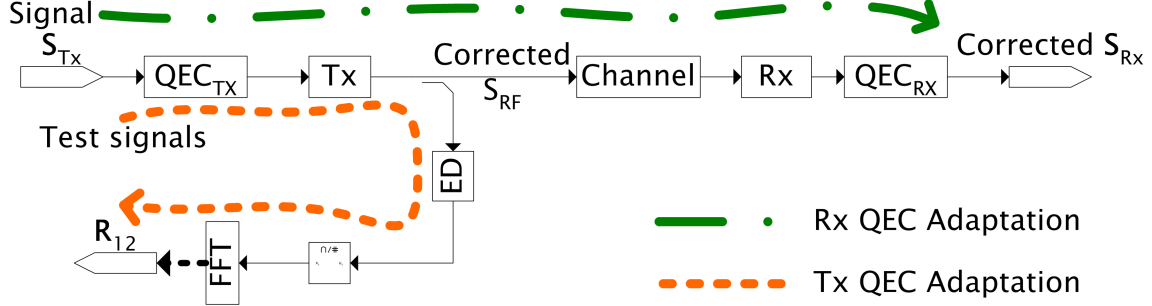 Signal
S_Tx
QEC_TX
Tx
Corrected
S_RF
Channel
Rx
QEC_RX
Corrected S_Rx
Test signals
ED
R_12
FFT
∩/#
Rx QEC Adaptation
Tx QEC Adaptation